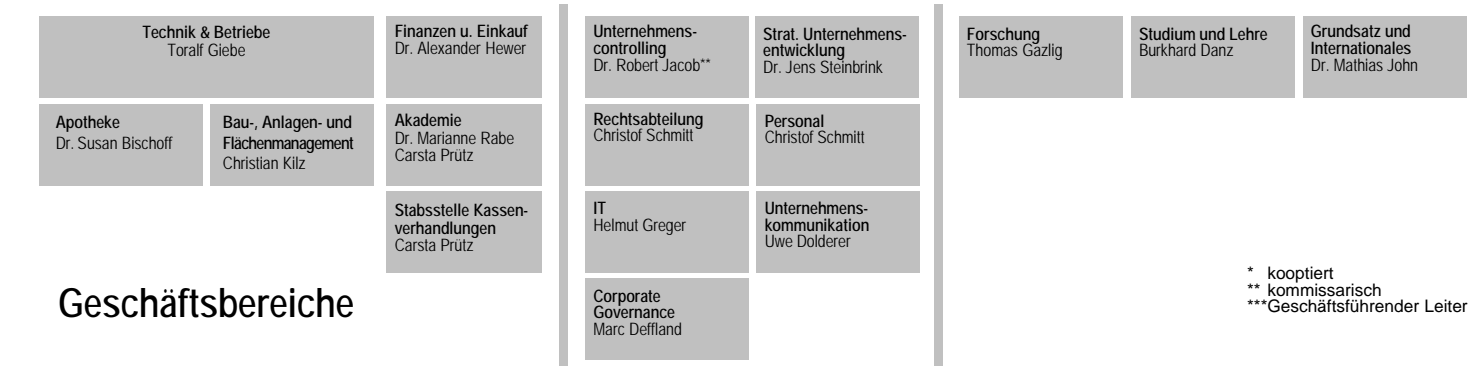 Technik & Betriebe
Toralf Giebe
Finanzen u. Einkauf
Dr. Alexander Hewer
Apotheke
Dr. Susan Bischoff
Bau-, Anlagen- und
Flächenmanagement
Christian Kilz
Akademie
Dr. Marianne Rabe
Carsta Prütz
Stabsstelle Kassen-
verhandlungen
Carsta Prütz
Geschäftsbereiche
Unternehmens-
controlling
Dr. Robert Jacob**
Strat. Unternehmens-
entwicklung
Dr. Jens Steinbrink
Rechtsabteilung
Christof Schmitt
Personal
Christof Schmitt
IT
Helmut Greger
Unternehmens-
kommunikation
Uwe Dolderer
Corporate
Governance
Marc Deffland
Forschung
Thomas Gazlig
Studium und Lehre
Burkhard Danz
Grundsatz und
Internationales
Dr. Mathias John
* kooptiert
** kommissarisch
***Geschäftsführender Leiter